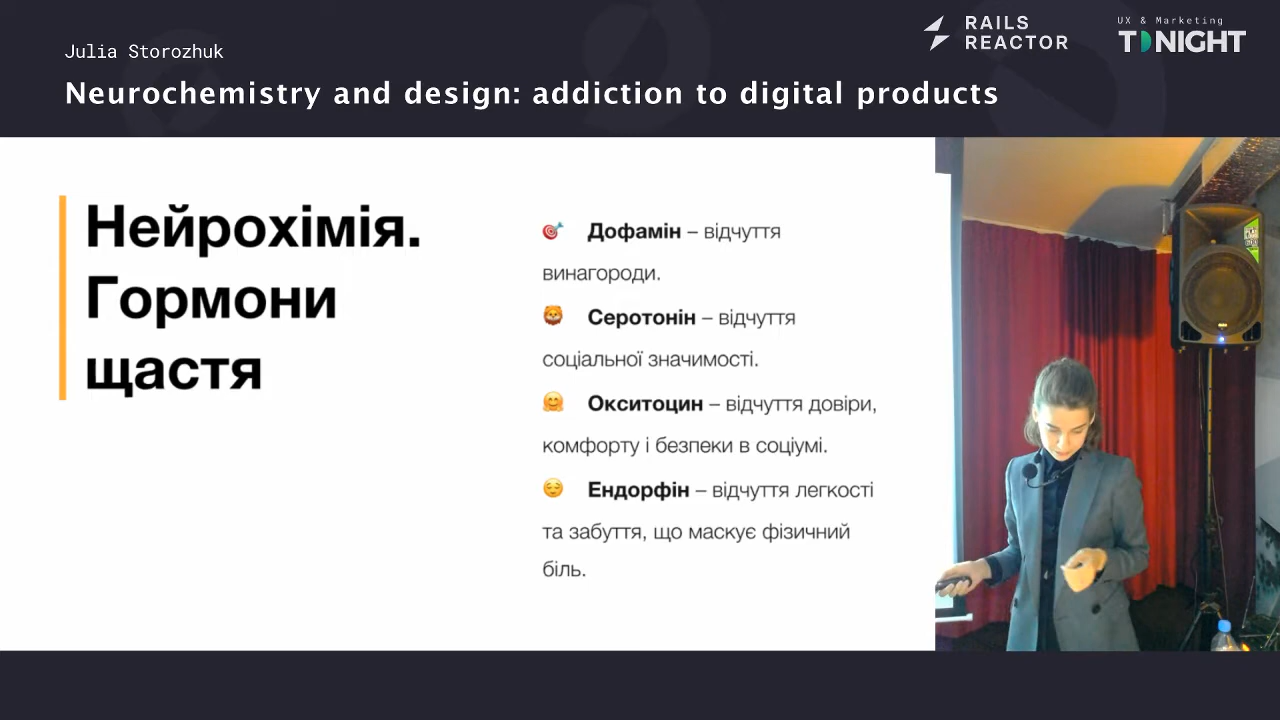 Julia Storozhuk
Neurochemistry and design: addiction to digital products
RAILS
REACTOR
UX & Marketing
TONIGHT
Нейрохімія.
Гормони
щастя
Дофамін – відчуття
винагороди.
Серотонін – відчуття
соціальної значимості.
Окситоцин – відчуття довіри,
комфорту і безпеки в соціумі.
Ендорфін – відчуття легкості
та забуття, що маскує фізичний
біль.